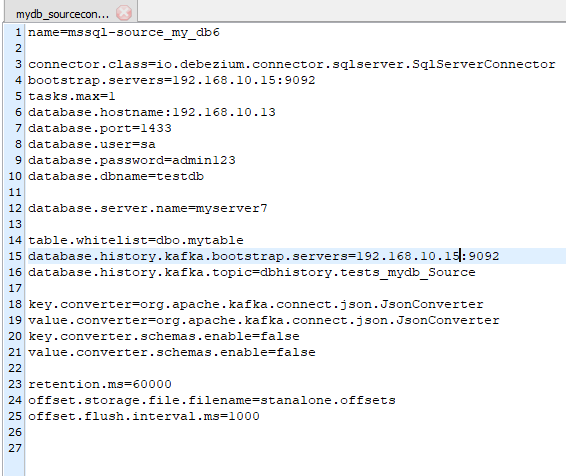 mydb_sourcecon...
1 name=mssql-source_my_db6
2
3 connector.class=io.debezium.connector.sqlserver.SqlServerConnector
4 bootstrap.servers=192.168.10.15:9092
5 tasks.max=1
6 database.hostname:192.168.10.13
7 database.port=1433
8 database.user=sa
9 database.password=admin123
10 database.dbname=testdb
11
12 database.server.name=myserver7
13
14 table.whitelist=dbo.mytable
15 database.history.kafka.bootstrap.servers=192.168.10.15:9092
16 database.history.kafka.topic=dbhistory.tests_mydb_Source
17
18 key.converter=org.apache.kafka.connect.json.JsonConverter
19 value.converter=org.apache.kafka.connect.json.JsonConverter
20 key.converter.schemas.enable=false
21 value.converter.schemas.enable=false
22
23 retention.ms=60000
24 offset.storage.file.filename=stanalone.offsets
25 offset.flush.interval.ms=1000
26
27